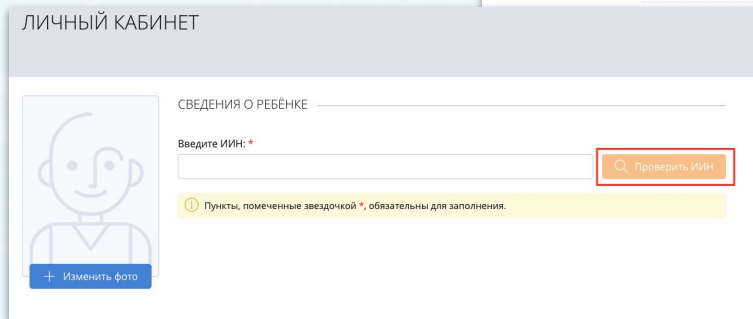 ЛИЧНЫЙ КАБИНЕТ
СВЕДЕНИЯ О РЕБЁНКЕ
Введите ИИН: *
Проверить ИИН
Пункты, помеченные звездочкой *, обязательны для заполнения.
+ Изменить фото